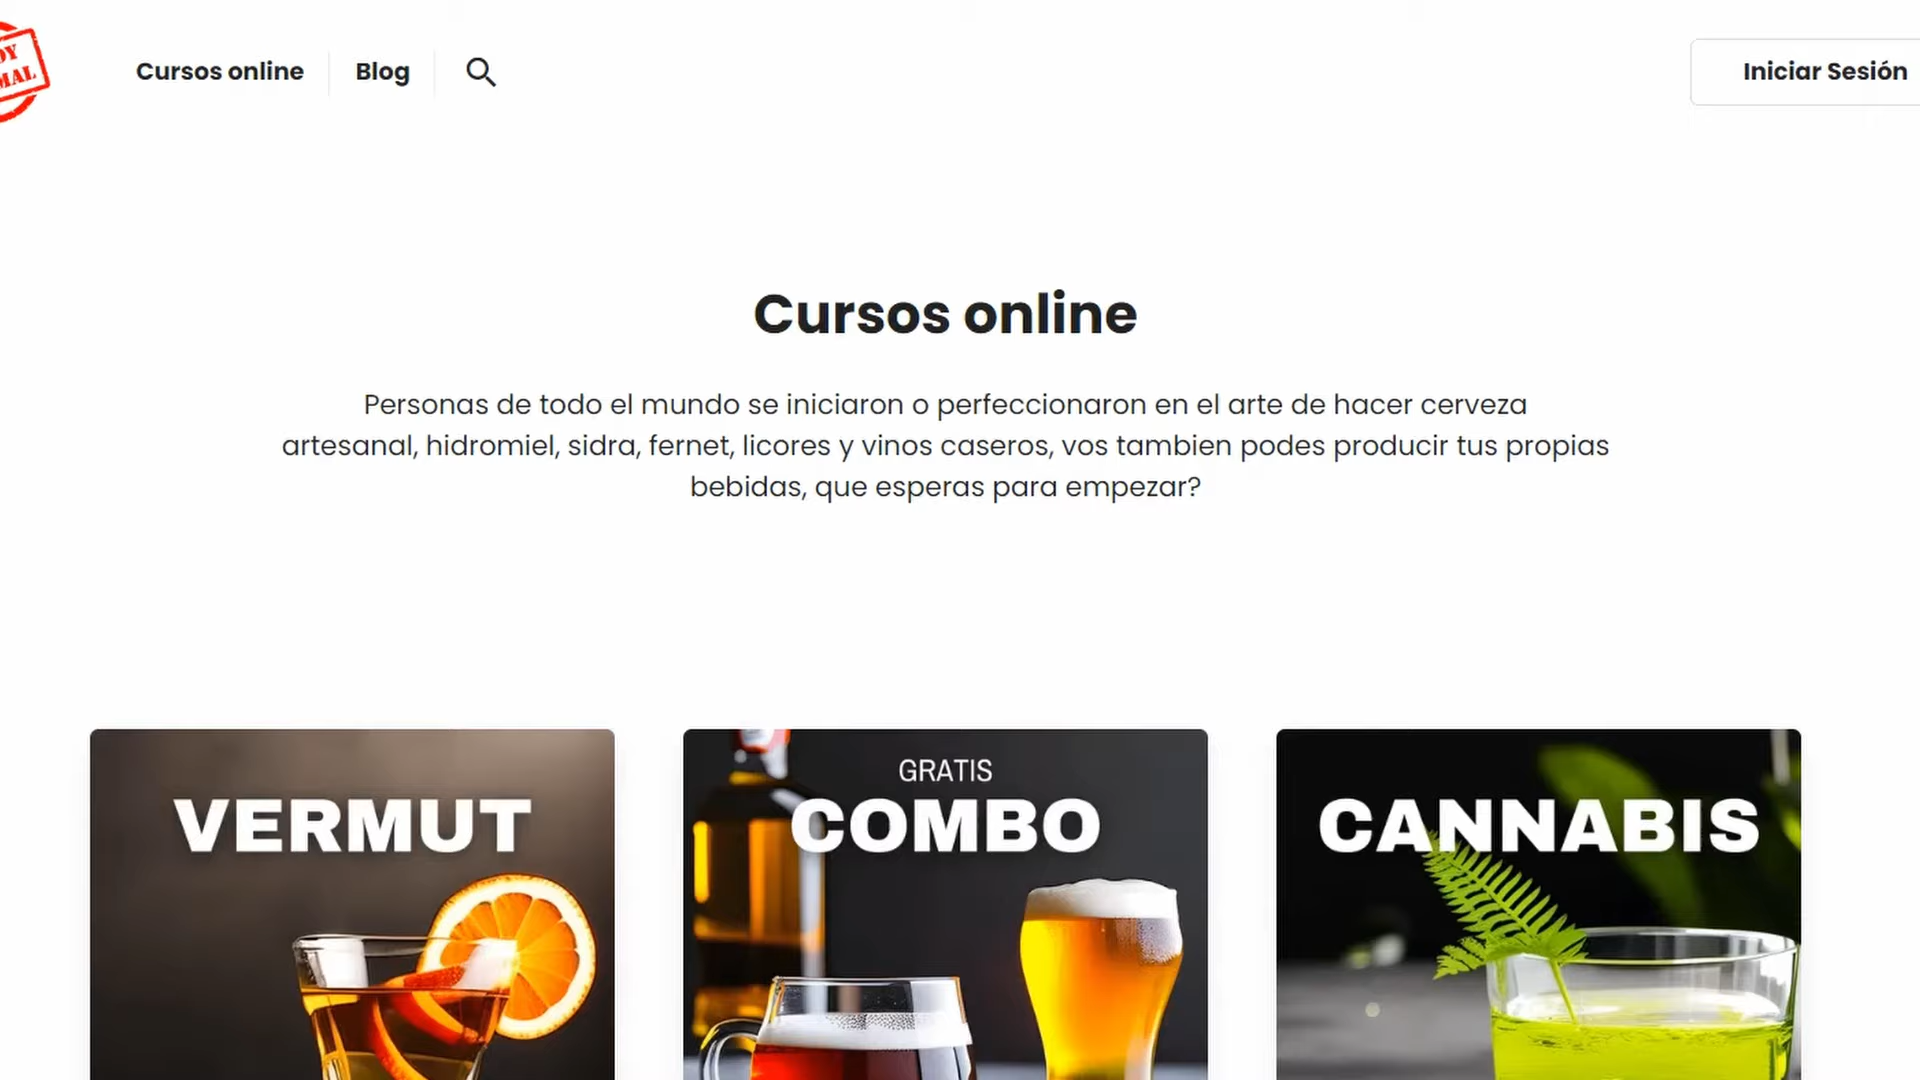 Cursos online
Blog
Iniciar Sesión
Cursos online
Personas de todo el mundo se iniciaron o perfeccionaron en el arte de hacer cerveza
artesanal, hidromiel, sidra, fernet, licores y vinos caseros, vos tambien podes producir tus propias
bebidas, que esperas para empezar?
VERMUT
GRATIS
COMBO
CANNABIS